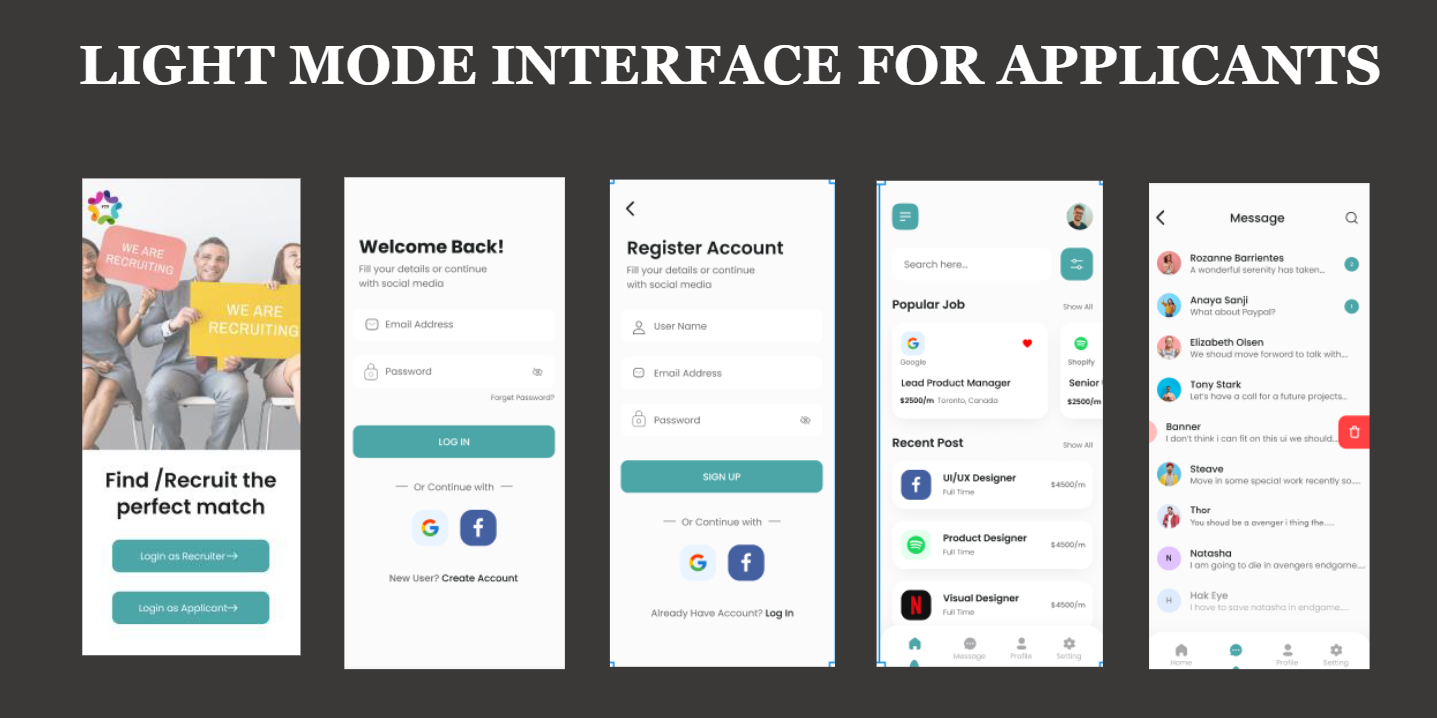 LIGHT MODE INTERFACE FOR APPLICANTS
WE ARE
RECRUITING
WE ARE
RECRUITING
Find /Recruit the
perfect match
Login as Recruiter
Login as Applicant
Welcome Back!
Fill your details or continue
with social media
Email Address
Password
Forget Password?
LOG IN
Or Continue with
New User? Create Account
Register Account
Fill your details or continue
with social media
User Name
Email Address
Password
SIGN UP
Or Continue with
Already Have Account? Log In
Search here...
Popular Job
Show All
Google
Lead Product Manager
$2500/m Toronto, Canada
Shopify
Senior
$2500/m
Recent Post
Show All
UI/UX Designer
Full Time
$4500/m
Product Designer
Full Time
$4500/m
Visual Designer
Full Time
$4500/m
Message
Profile
Setting
Message
Rozanne Barrientes
A wonderful serenity has taken...
2
Anaya Sanji
What about Paypal?
1
Elizabeth Olsen
We shoud move forword to talk with...
Tony Stark
Let's have a call for a future projects...
Banner
I don't think i can fit on this ui we should...
Steave
Move in some special work recently so....
Thor
You shoud be a avenger i thing the.....
N
Natasha
I am going to die in avengers endgame....
H
Hak Eye
I have to save natasha in endgame....
Home
Profile
Setting